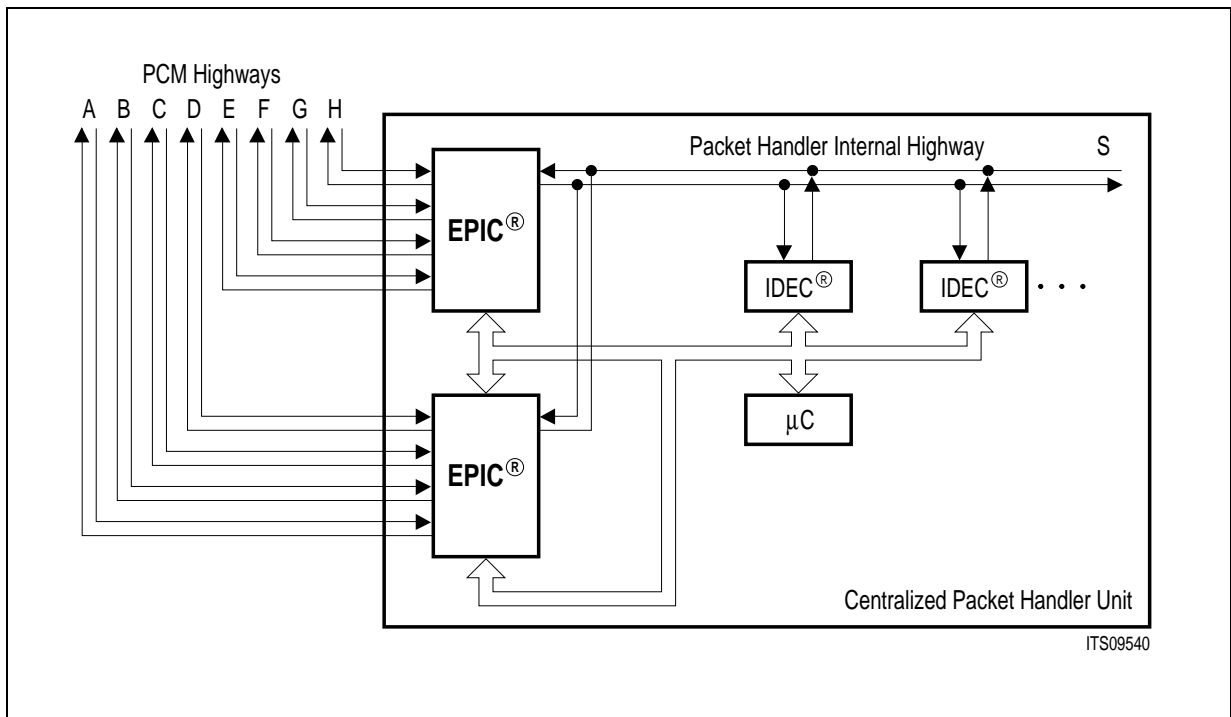 PCM Highways
A B C D E F G H
Packet Handler Internal Highway S
EPIC®
IDEC® IDEC® . . .
µC
EPIC®
Centralized Packet Handler Unit
ITS09540